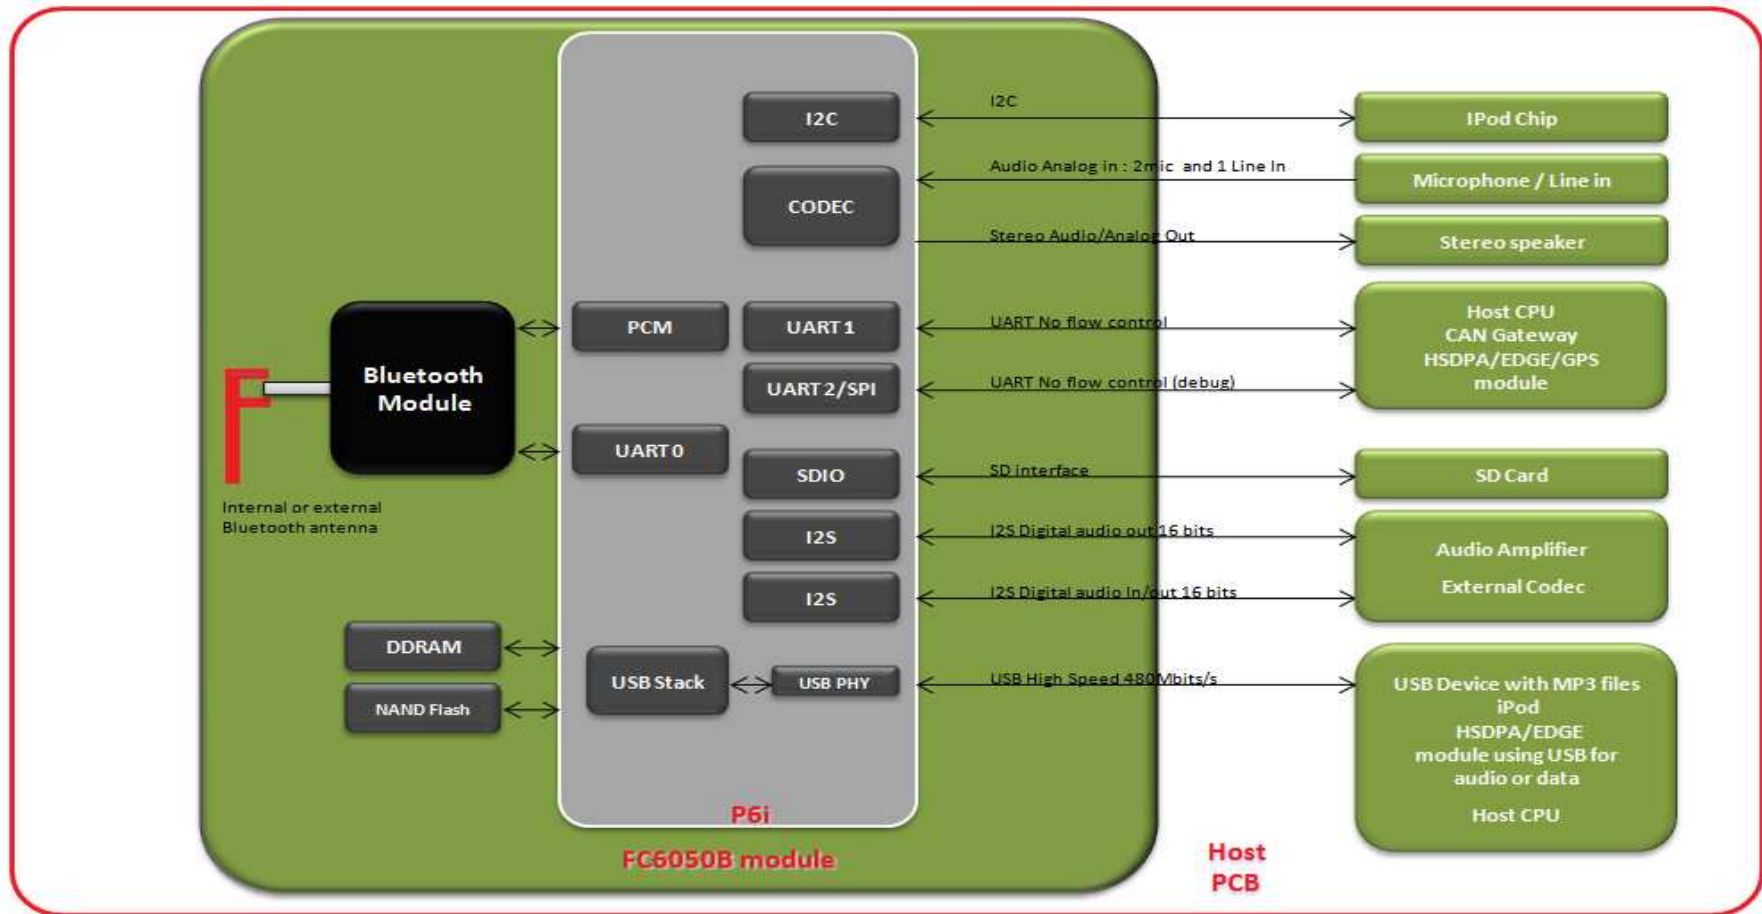 I2C
I2C
IPod Chip
Audio Analog in : 2mic and 1 Line In
Microphone / Line in
CODEC
Stereo Audio/Analog Out
Stereo speaker
PCM
UART 1
UART No flow control
Host CPU
CAN Gateway
HSDPA/EDGE/GPS
module
Bluetooth
Module
UART 2/SPI
UART No flow control (debug)
UART 0
SDIO
SD interface
SD Card
Internal or external
Bluetooth antenna
I2S
I2S Digital audio out 16 bits
Audio Amplifier
External Codec
I2S
I2S Digital audio In/out 16 bits
DDRAM
NAND Flash
USB Stack
USB PHY
USB High Speed 480Mbits/s
USB Device with MP3 files
iPod
HSDPA/EDGE
module using USB for
audio or data
Host CPU
P6i
FC6050B module
Host
PCB